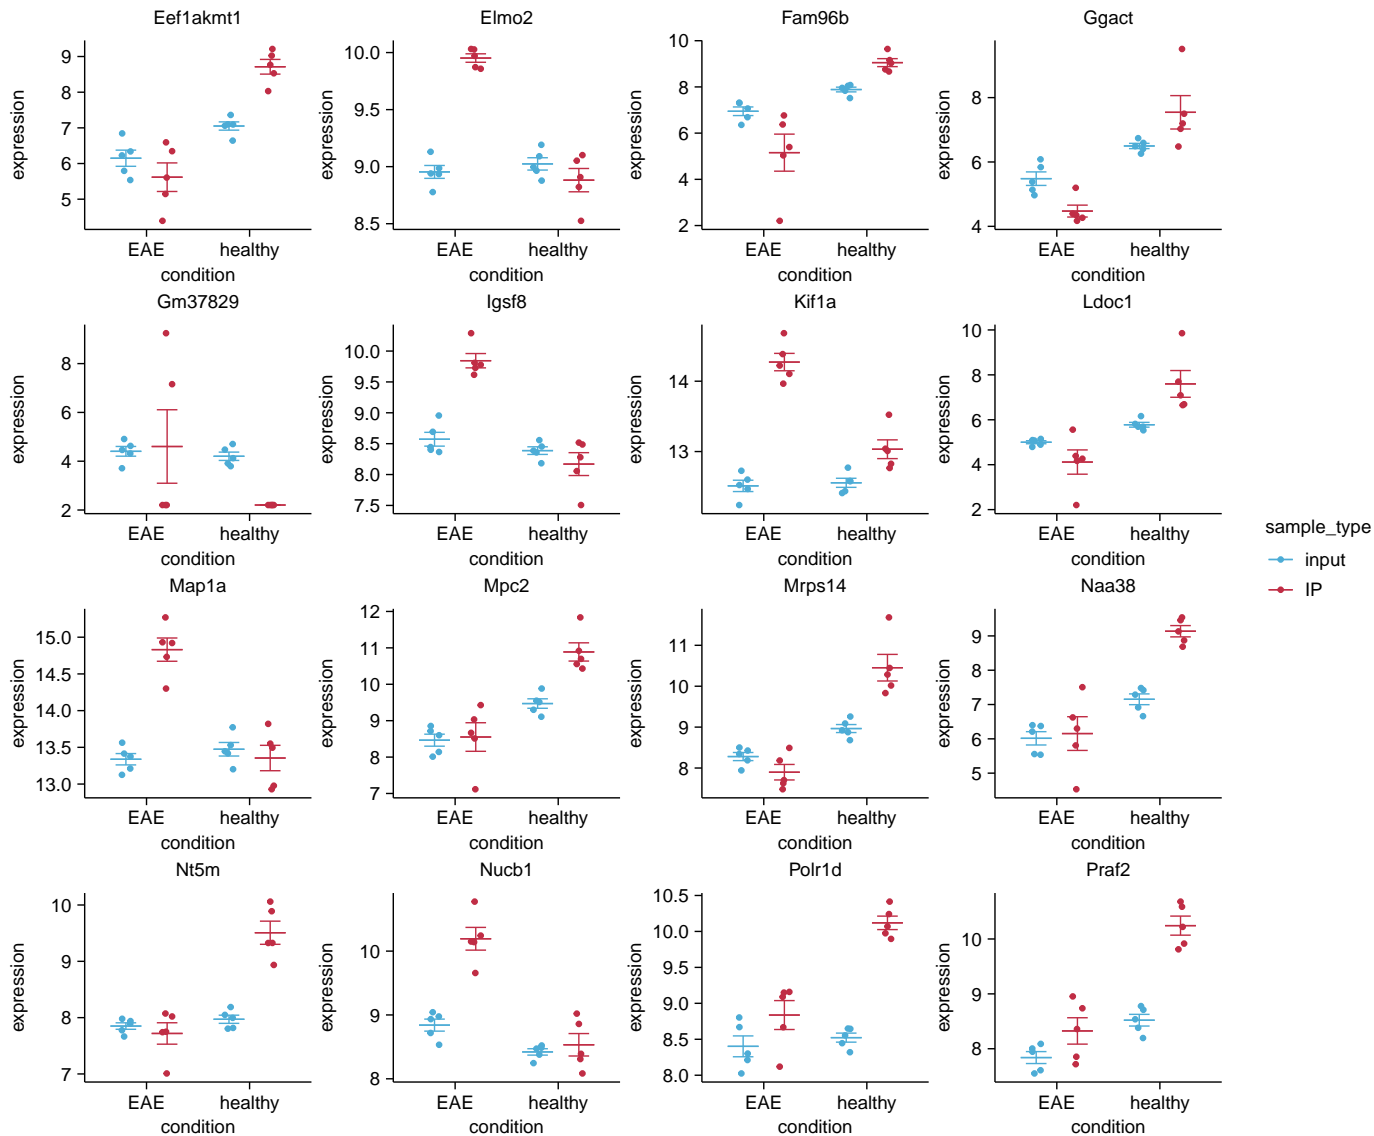 Eef1akmt1
Elmo2
Fam96b
Ggact
expression
9
8
7
6
5
EAE
healthy
condition
expression
10.0
9.5
9.0
8.5
EAE
healthy
condition
expression
10
8
6
4
2
EAE
healthy
condition
expression
8
6
4
EAE
healthy
condition
Gm37829
Igsf8
Kif1a
Ldoc1
expression
8
6
4
2
EAE
healthy
condition
expression
10.0
9.5
9.0
8.5
8.0
7.5
EAE
healthy
condition
expression
14
13
EAE
healthy
condition
expression
10
8
6
4
2
EAE
healthy
condition
sample_type
input
IP
Map1a
Mpc2
Mrps14
Naa38
expression
15.0
14.5
14.0
13.5
13.0
EAE
healthy
condition
expression
12
11
10
9
8
7
EAE
healthy
condition
expression
11
10
9
8
EAE
healthy
condition
expression
9
8
7
6
5
EAE
healthy
condition
Nt5m
Nucb1
Polr1d
Praf2
expression
10
9
8
7
EAE
healthy
condition
expression
10
9
8
EAE
healthy
condition
expression
10.5
10.0
9.5
9.0
8.5
8.0
EAE
healthy
condition
expression
10
9
8
EAE
healthy
condition